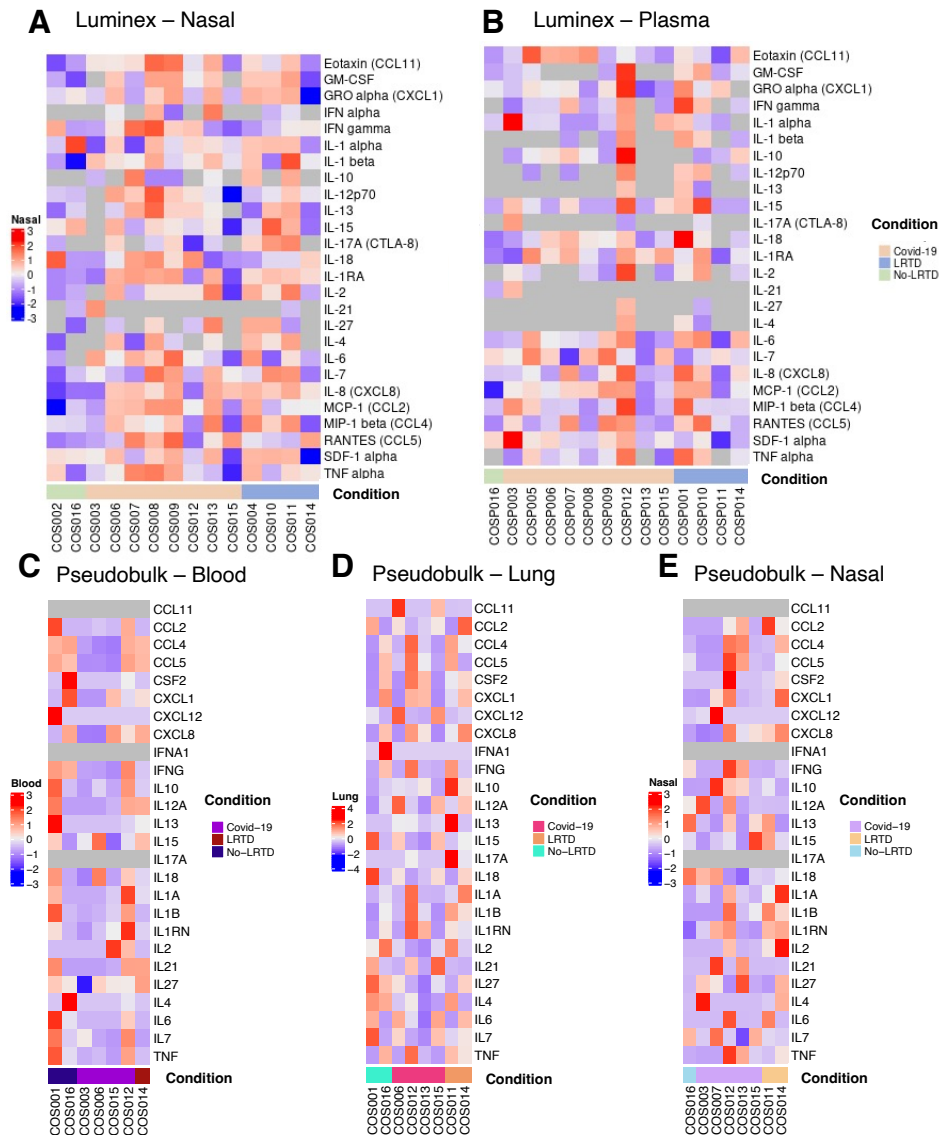 A Luminex – Nasal
Eotaxin (CCL11)
GM-CSF
GRO alpha (CXCL1)
IFN alpha
IFN gamma
IL-1 alpha
IL-1 beta
IL-10
IL-12p70
IL-13
IL-15
IL-17A (CTLA-8)
IL-18
IL-1RA
IL-2
IL-21
IL-27
IL-4
IL-6
IL-7
IL-8 (CXCL8)
MCP-1 (CCL2)
MIP-1 beta (CCL4)
RANTES (CCL5)
SDF-1 alpha
TNF alpha
Nasal
3
2
1
0
-1
-2
-3
Condition
COS002
COS016
COS003
COS006
COS007
COS008
COS009
COS012
COS013
COS015
COS004
COS010
COS011
COS014
B Luminex – Plasma
Eotaxin (CCL11)
GM-CSF
GRO alpha (CXCL1)
IFN gamma
IL-1 alpha
IL-1 beta
IL-10
IL-12p70
IL-13
IL-15
IL-17A (CTLA-8)
IL-18
IL-1RA
IL-2
IL-21
IL-27
IL-4
IL-6
IL-7
IL-8 (CXCL8)
MCP-1 (CCL2)
MIP-1 beta (CCL4)
RANTES (CCL5)
SDF-1 alpha
TNF alpha
Condition
COSP016
COSP003
COSP005
COSP006
COSP007
COSP008
COSP009
COSP012
COSP013
COSP015
COSP001
COSP010
COSP011
COSP014
Condition
Covid-19
LRTD
No-LRTD
C Pseudobulk – Blood
CCL11
CCL2
CCL4
CCL5
CSF2
CXCL1
CXCL12
CXCL8
IFNA1
IFNG
IL10
IL12A
IL13
IL15
IL17A
IL18
IL1A
IL1B
IL1RN
IL2
IL21
IL27
IL4
IL6
IL7
TNF
Blood
3
2
1
0
−1
−2
−3
Condition
Covid-19
LRTD
No-LRTD
Condition
COS001
COS016
COS003
COS006
COS015
COS012
COS014
D Pseudobulk – Lung
CCL11
CCL2
CCL4
CCL5
CSF2
CXCL1
CXCL12
CXCL8
IFNA1
IFNG
IL10
IL12A
IL13
IL15
IL17A
IL18
IL1A
IL1B
IL1RN
IL2
IL21
IL27
IL4
IL6
IL7
TNF
Lung
4
2
0
−2
−4
Condition
Covid-19
LRTD
No-LRTD
Condition
COS001
COS016
COS006
COS012
COS013
COS015
COS011
COS014
E Pseudobulk – Nasal
CCL11
CCL2
CCL4
CCL5
CSF2
CXCL1
CXCL12
CXCL8
IFNA1
IFNG
IL10
IL12A
IL13
IL15
IL17A
IL18
IL1A
IL1B
IL1RN
IL2
IL21
IL27
IL4
IL6
IL7
TNF
Nasal
3
2
1
0
−1
−2
−3
Condition
Covid-19
LRTD
No-LRTD
Condition
COS016
COS003
COS007
COS012
COS013
COS015
COS011
COS014